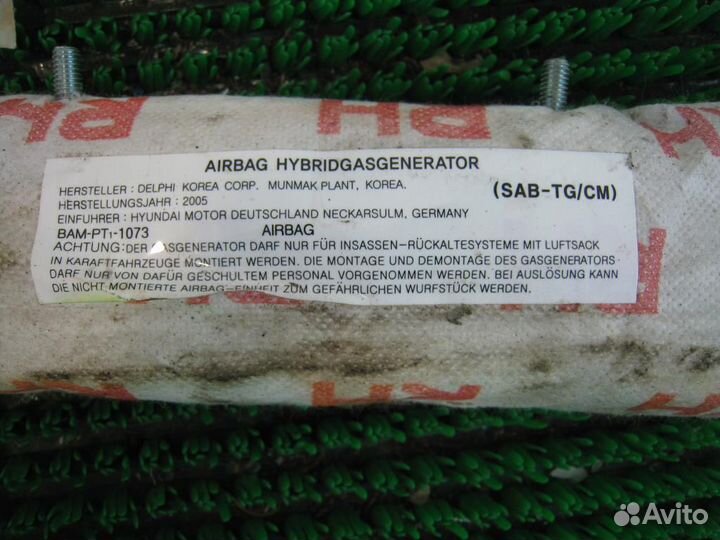 RH
RH
RH
AIRBAG HYBRIDGASGENERATOR
HERSTELLER : DELPHI KOREA CORP. MUNMAK PLANT, KOREA.
(SAB-TG/CM)
HERSTELLUNGSJAHR : 2005
EINFUHRER : HYUNDAI MOTOR DEUTSCHLAND NECKARSULM, GERMANY
BAM-PT₁-1073 AIRBAG
ACHTUNG:DER GASGENERATOR DARF NUR FÜR INSASSEN-RÜCKALTESYSTEME MIT LUFTSACK
IN KARAFTFAHRZEUGE MONTIERT WERDEN. DIE MONTAGE UND DEMONTAGE DES GASGENERATORS
DARF NUR VON DAFÜR GESCHULTEM PERSONAL VORGENOMMEN WERDEN. BEI AUSLÖSUNG KANN
DIE NICHT MONTIERTE AIRBAG-EINHEIT ZUM GEFÄHRLICHEN WURFSTÜCK WERDEN.
RH
Avito